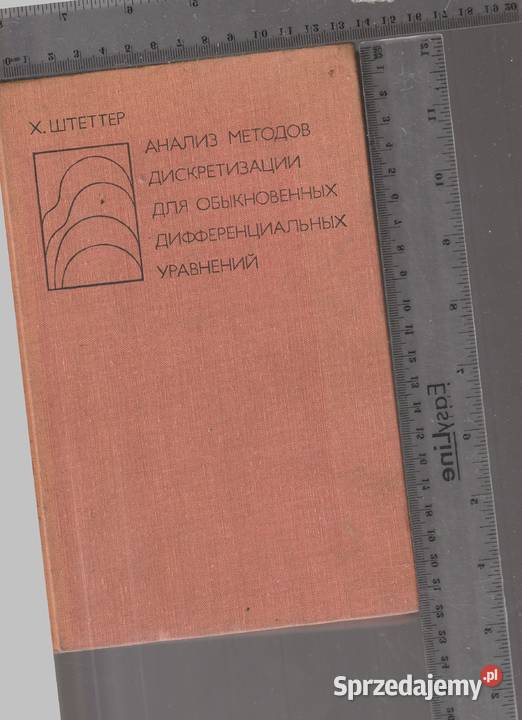 Х. ШТЕТТЕР
АНАЛИЗ МЕТОДОВ
ДИСКРЕТИЗАЦИИ
ДЛЯ ОБЫКНОВЕННЫХ
ДИФФЕРЕНЦИАЛЬНЫХ
УРАВНЕНИЙ
EasyLine
Sprzedajemy.pl